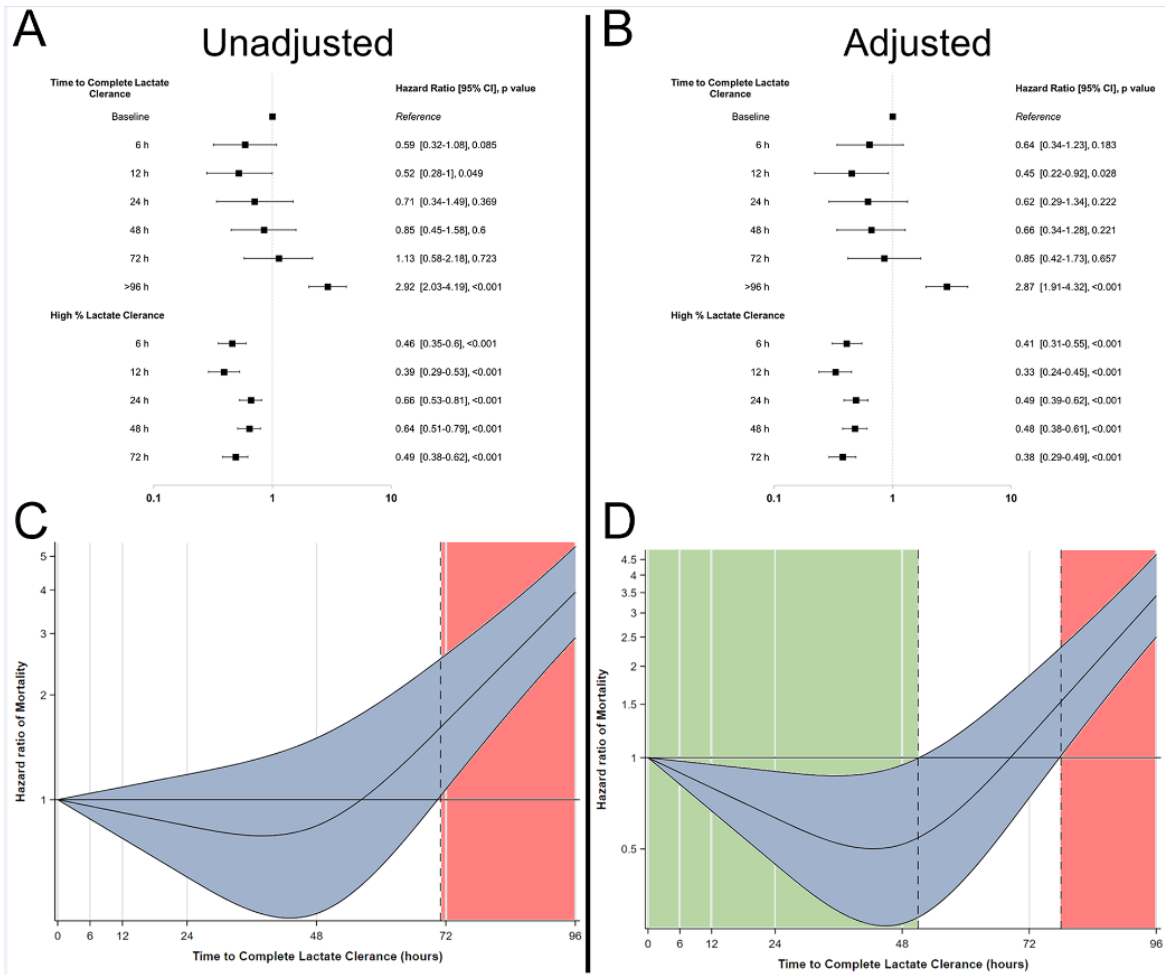 A
Unadjusted
Time to Complete Lactate
Clerance
Hazard Ratio [95% CI], p value
Baseline
Reference
6 h
0.59 [0.32-1.08], 0.085
12 h
0.52 [0.28-1], 0.049
24 h
0.71 [0.34-1.49], 0.369
48 h
0.85 [0.45-1.58], 0.6
72 h
1.13 [0.58-2.18], 0.723
>96 h
2.92 [2.03-4.19], <0.001
High % Lactate Clerance
6 h
0.46 [0.35-0.6], <0.001
12 h
0.39 [0.29-0.53], <0.001
24 h
0.66 [0.53-0.81], <0.001
48 h
0.64 [0.51-0.79], <0.001
72 h
0.49 [0.38-0.62], <0.001
0.1 1 10
B
Adjusted
Time to Complete Lactate
Clerance
Hazard Ratio [95% CI], p value
Baseline
Reference
6 h
0.64 [0.34-1.23], 0.183
12 h
0.45 [0.22-0.92], 0.028
24 h
0.62 [0.29-1.34], 0.222
48 h
0.66 [0.34-1.28], 0.221
72 h
0.85 [0.42-1.73], 0.657
>96 h
2.87 [1.91-4.32], <0.001
High % Lactate Clerance
6 h
0.41 [0.31-0.55], <0.001
12 h
0.33 [0.24-0.45], <0.001
24 h
0.49 [0.39-0.62], <0.001
48 h
0.48 [0.38-0.61], <0.001
72 h
0.38 [0.29-0.49], <0.001
0.1 1 10
C
Hazard ratio of Mortality
5
4
3
2
1
0 6 12 24 48 72 96
Time to Complete Lactate Clerance (hours)
D
Hazard ratio of Mortality
4.5
4
3.5
3
2.5
2
1.5
1
0.5
0 6 12 24 48 72 96
Time to Complete Lactate Clerance (hours)